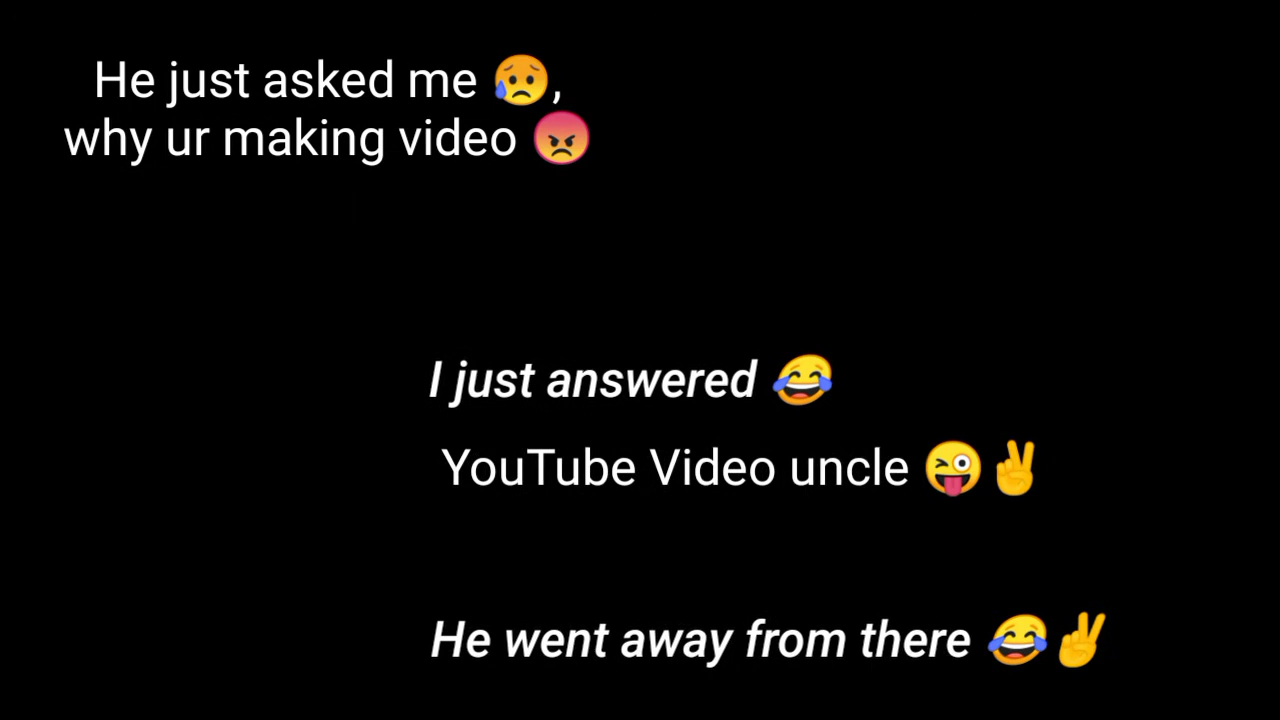 He just asked me 😥,
why ur making video 😡
I just answered 😂
YouTube Video uncle 😜✌️
He went away from there 😂✌️